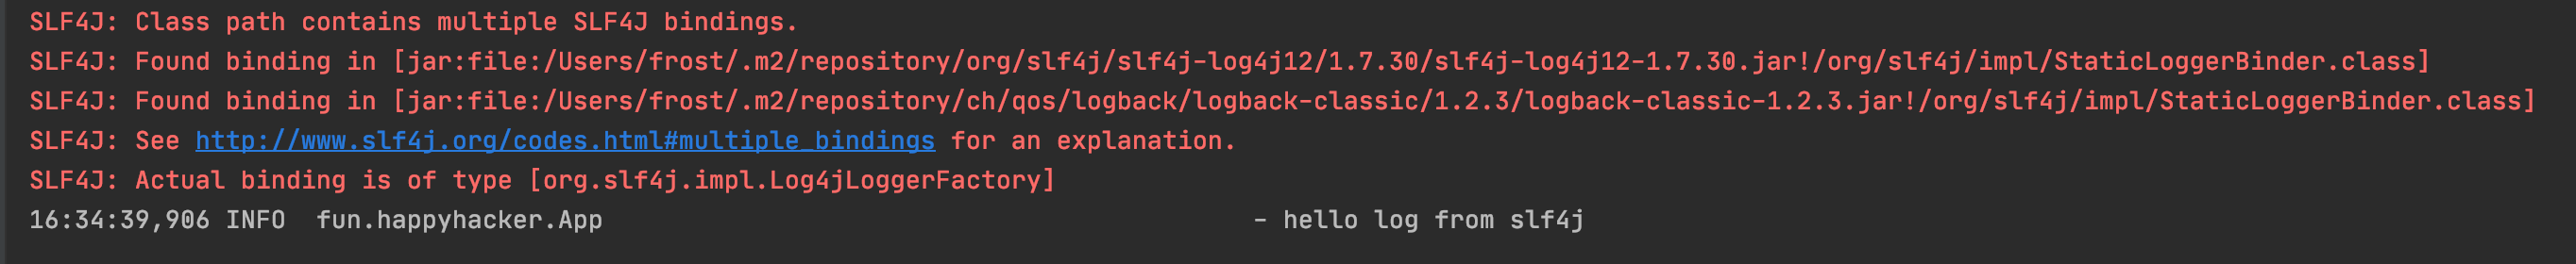 SLF4J: Class path contains multiple SLF4J bindings.
SLF4J: Found binding in [jar:file:/Users/frost/.m2/repository/org/slf4j/slf4j-log4j12/1.7.30/slf4j-log4j12-1.7.30.jar!/org/slf4j/impl/StaticLoggerBinder.class]
SLF4J: Found binding in [jar:file:/Users/frost/.m2/repository/ch/qos/logback/logback-classic/1.2.3/logback-classic-1.2.3.jar!/org/slf4j/impl/StaticLoggerBinder.class]
SLF4J: See http://www.slf4j.org/codes.html#multiple_bindings for an explanation.
SLF4J: Actual binding is of type [org.slf4j.impl.Log4jLoggerFactory]
16:34:39,906 INFO  fun.happyhacker.App                                           - hello log from slf4j